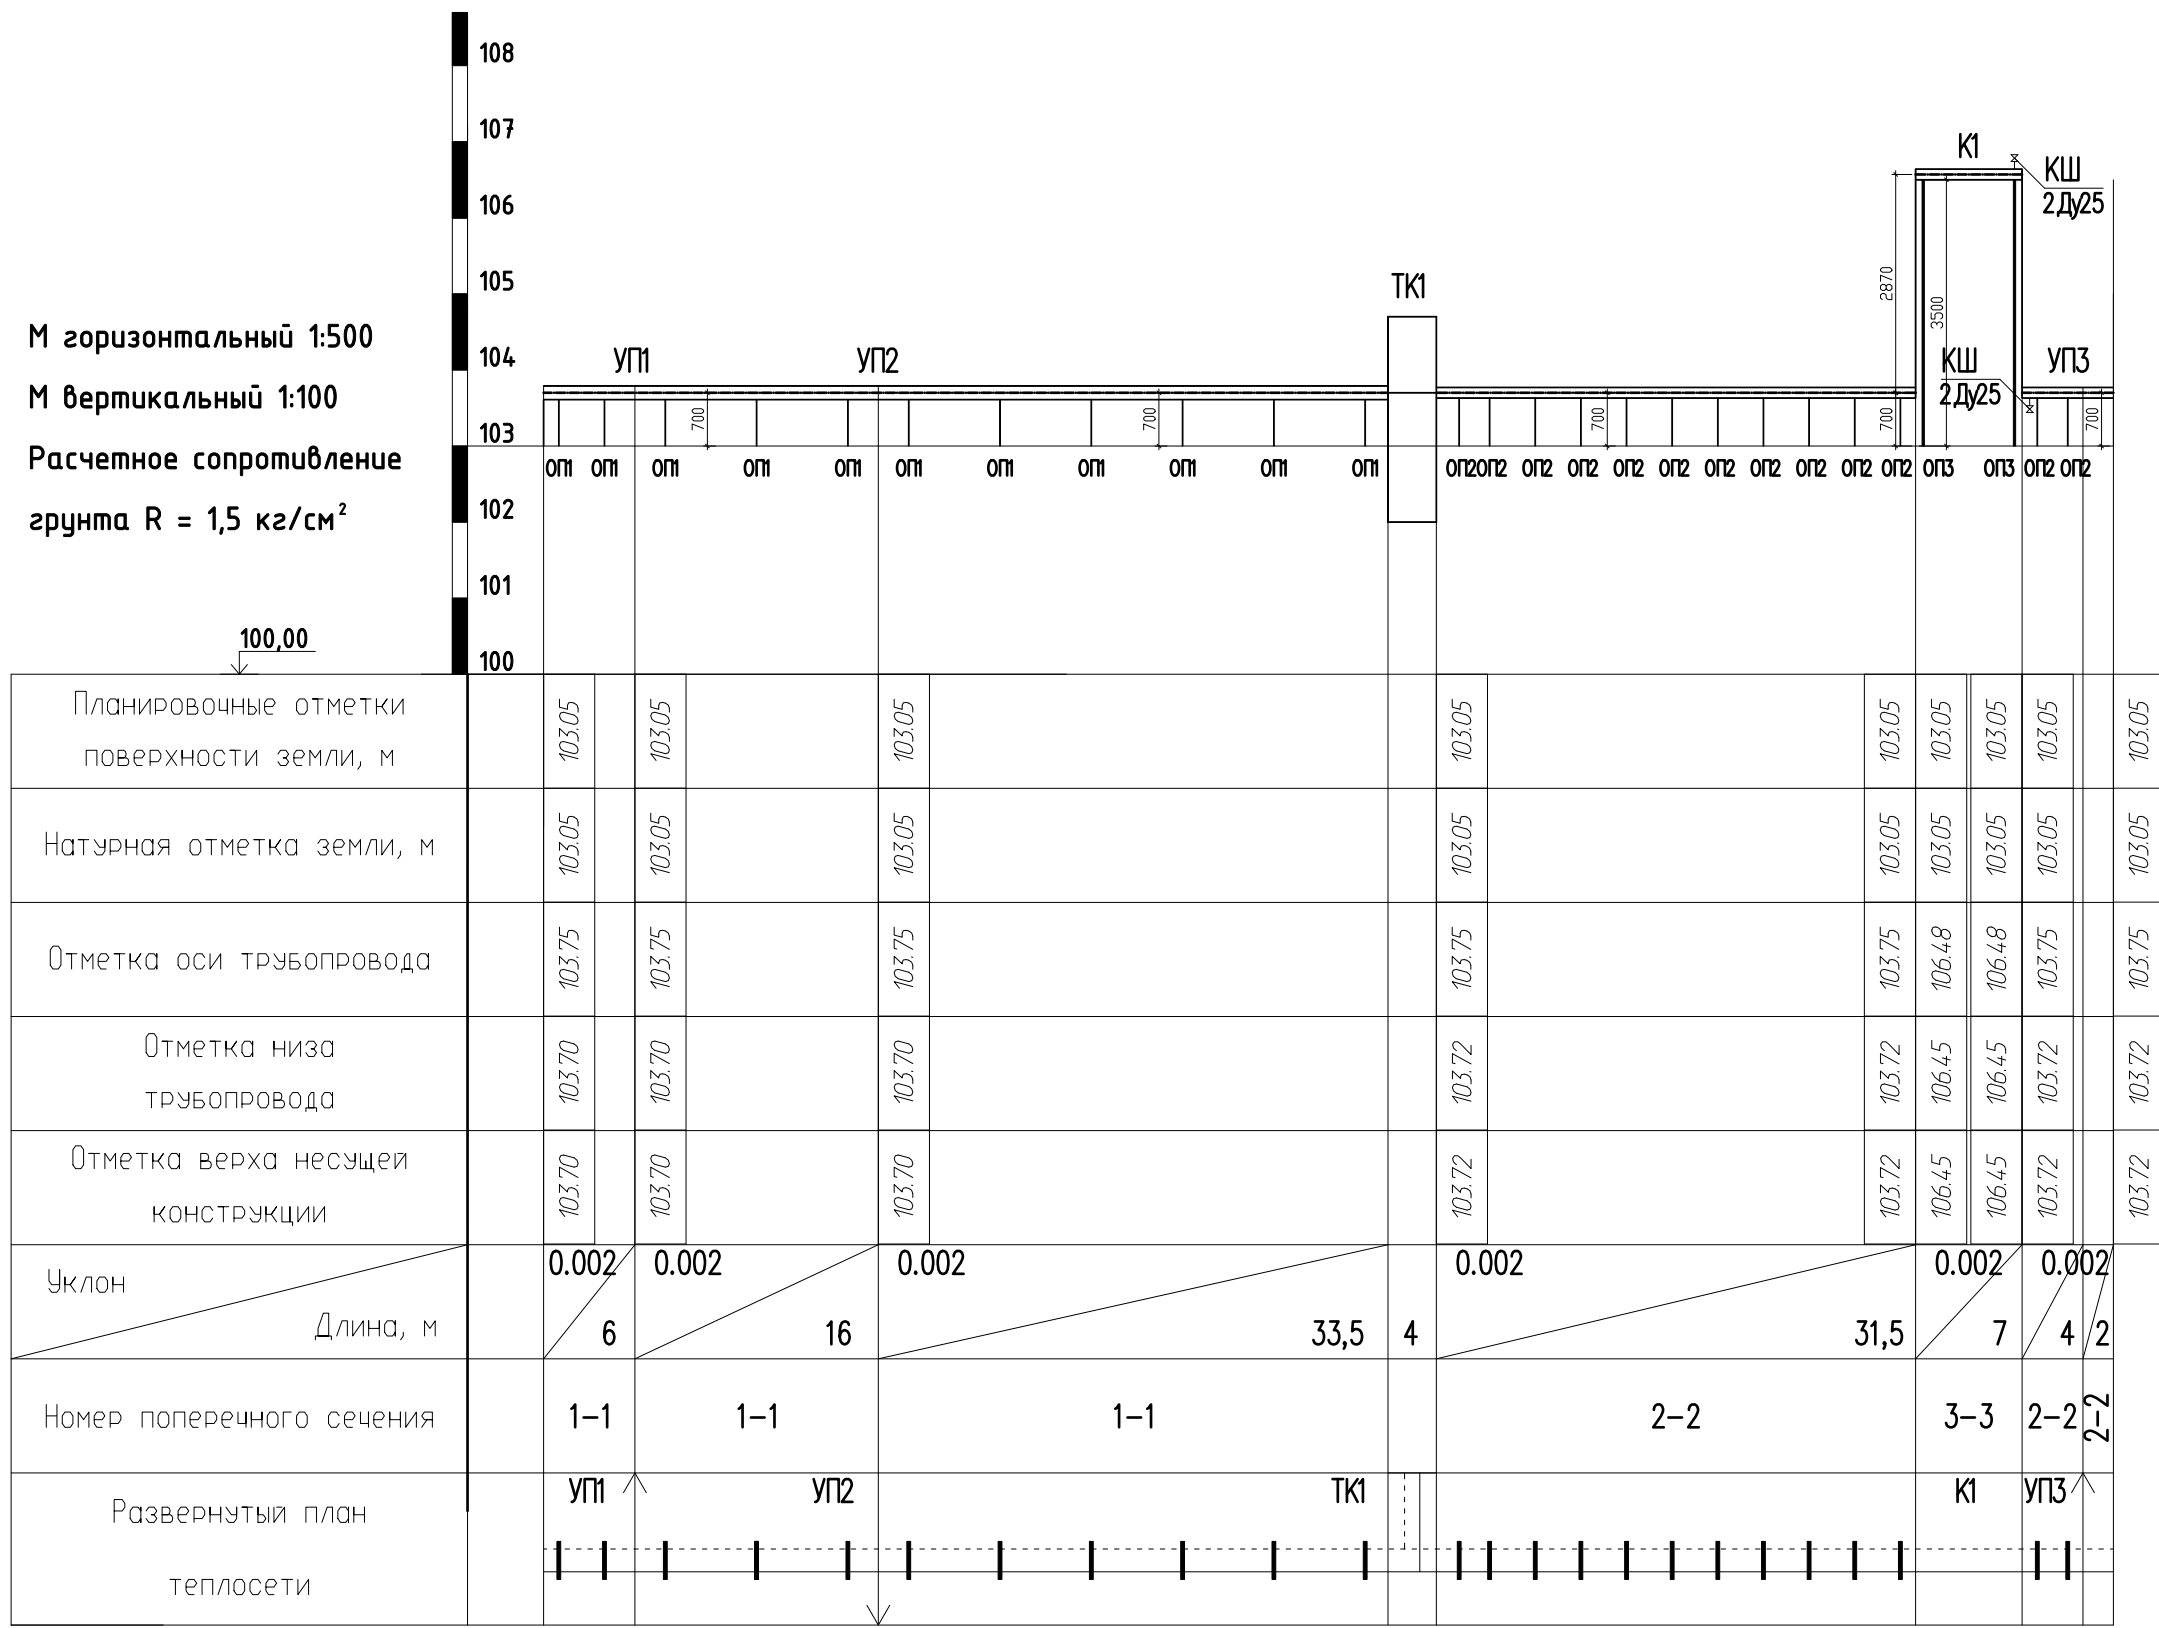 108
107
106
105
104
103
102
101
100
М горизонтальный 1:500
М вертикальный 1:100
Расчетное сопротивление
грунта R = 1,5 кг/см²
100,00
К1
КШ
2Ду25
ТК1
2870
3500
УП1
УП2
КШ
2Ду25
УП3
700
700
700
700
700
ОП1 ОП1 ОП1 ОП1 ОП1 ОП1 ОП1 ОП1 ОП1 ОП1 ОП1 ОП2 ОП2 ОП2 ОП2 ОП2 ОП2 ОП2 ОП2 ОП2 ОП2 ОП2 ОП3 ОП3 ОП2 ОП2
Планировочные отметки
поверхности земли, м
103.05 103.05 103.05 103.05 103.05 103.05 103.05 103.05 103.05
Натурная отметка земли, м
103.05 103.05 103.05 103.05 103.05 103.05 103.05 103.05 103.05
Отметка оси трубопровода
103.75 103.75 103.75 103.75 103.75 106.48 106.48 103.75 103.75
Отметка низа
трубопровода
103.70 103.70 103.70 103.72 103.72 106.45 106.45 103.72 103.72
Отметка верха несущей
конструкции
103.70 103.70 103.70 103.72 103.72 106.45 106.45 103.72 103.72
Уклон
0.002 0.002 0.002 0.002 0.002 0.002
Длина, м
6 16 33,5 4 31,5 7 4 2
Номер поперечного сечения
1-1 1-1 1-1 2-2 3-3 2-2 2-2
Развернутый план
теплосети
УП1 УП2 ТК1 К1 УП3